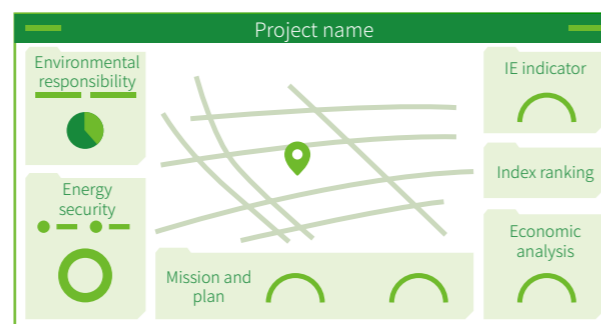 Project name
Environmental
responsibility
Energy
security
Mission and
plan
IE indicator
Index ranking
Economic
analysis